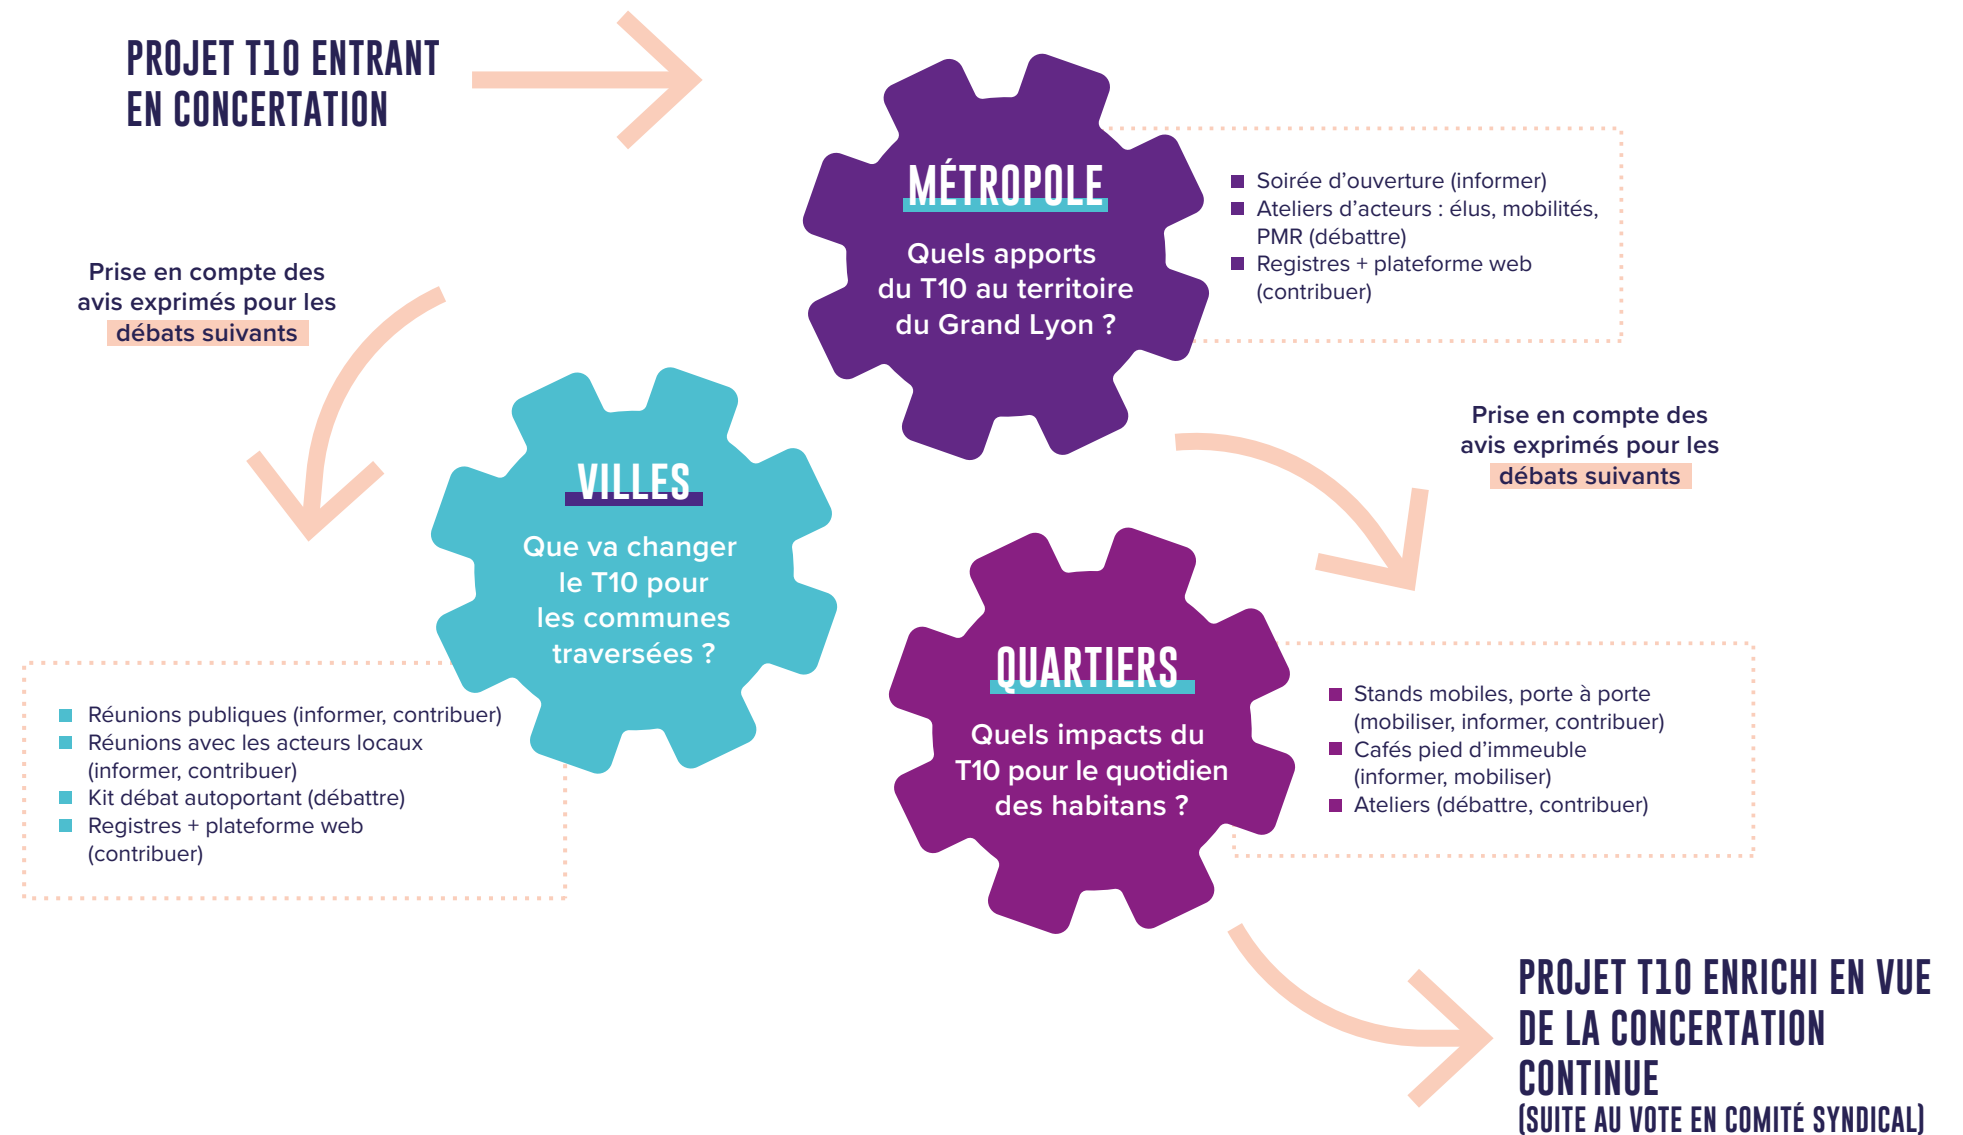 PROJET T10 ENTRANT
EN CONCERTATION
MÉTROPOLE
Quels apports
du T10 au territoire
du Grand Lyon ?
Soirée d'ouverture (informer)
Ateliers d'acteurs : élus, mobilités,
PMR (débattre)
Registres + plateforme web
(contribuer)
Prise en compte des
avis exprimés pour les
débats suivants
VILLES
Que va changer
le T10 pour
les communes
traversées ?
Réunions publiques (informer, contribuer)
Réunions avec les acteurs locaux
(informer, contribuer)
Kit débat autoportant (débattre)
Registres + plateforme web
(contribuer)
Prise en compte des
avis exprimés pour les
débats suivants
QUARTIERS
Quels impacts du
T10 pour le quotidien
des habitans ?
Stands mobiles, porte à porte
(mobiliser, informer, contribuer)
Cafés pied d'immeuble
(informer, mobiliser)
Ateliers (débattre, contribuer)
PROJET T10 ENRICHI EN VUE
DE LA CONCERTATION
CONTINUE
(SUITE AU VOTE EN COMITÉ SYNDICAL)